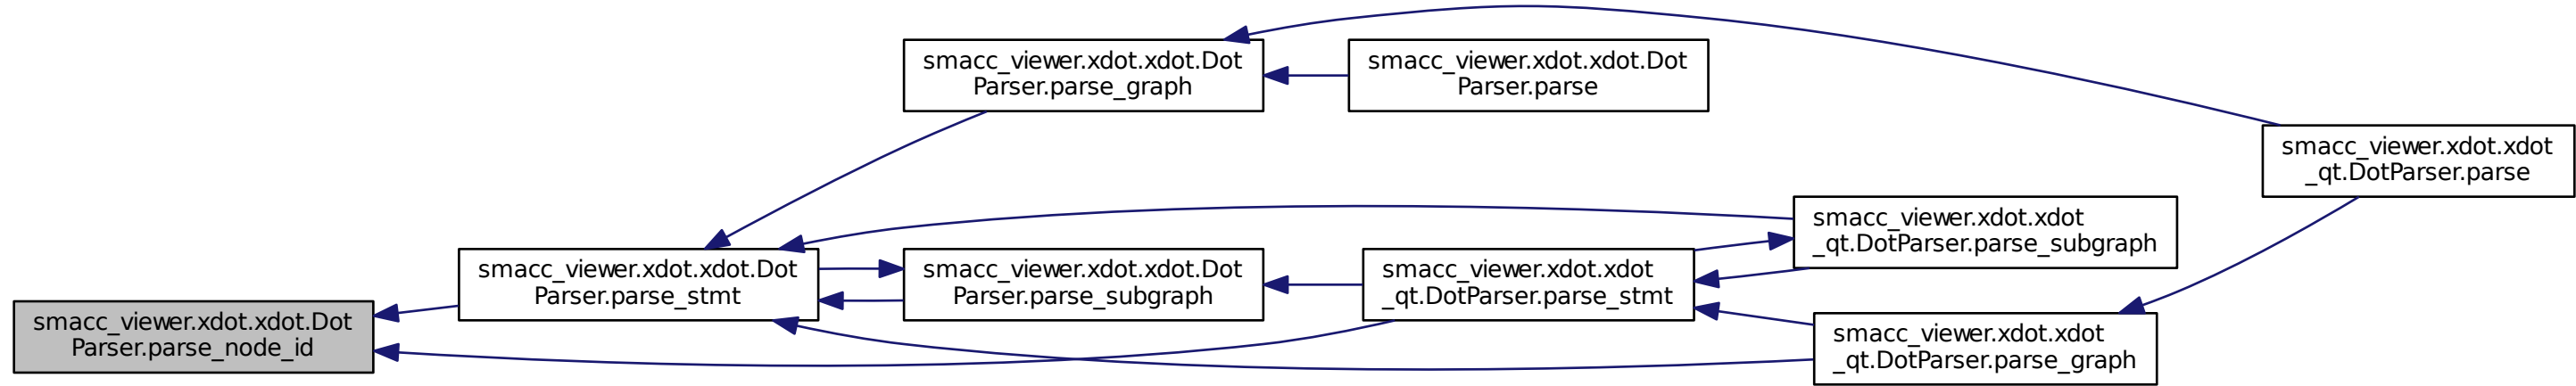 smacc_viewer.xdot.xdot.Dot
Parser.parse_graph
smacc_viewer.xdot.xdot.Dot
Parser.parse
smacc_viewer.xdot.xdot
_qt.DotParser.parse
smacc_viewer.xdot.xdot
_qt.DotParser.parse_subgraph
smacc_viewer.xdot.xdot.Dot
Parser.parse_stmt
smacc_viewer.xdot.xdot.Dot
Parser.parse_subgraph
smacc_viewer.xdot.xdot
_qt.DotParser.parse_stmt
smacc_viewer.xdot.xdot.Dot
Parser.parse_node_id
smacc_viewer.xdot.xdot
_qt.DotParser.parse_graph